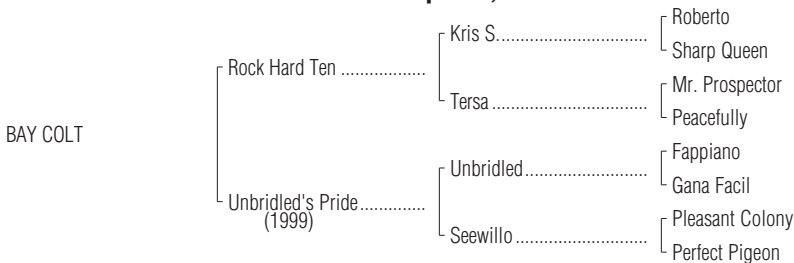 Roberto
Kris S.................................
Sharp Queen
Rock Hard Ten ..................
Mr. Prospector
Tersa .................................
Peacefully
BAY COLT
Fappiano
Unbridled..........................
Gana Facil
Unbridled's Pride..............
(1999)
Pleasant Colony
Seewillo ............................
Perfect Pigeon